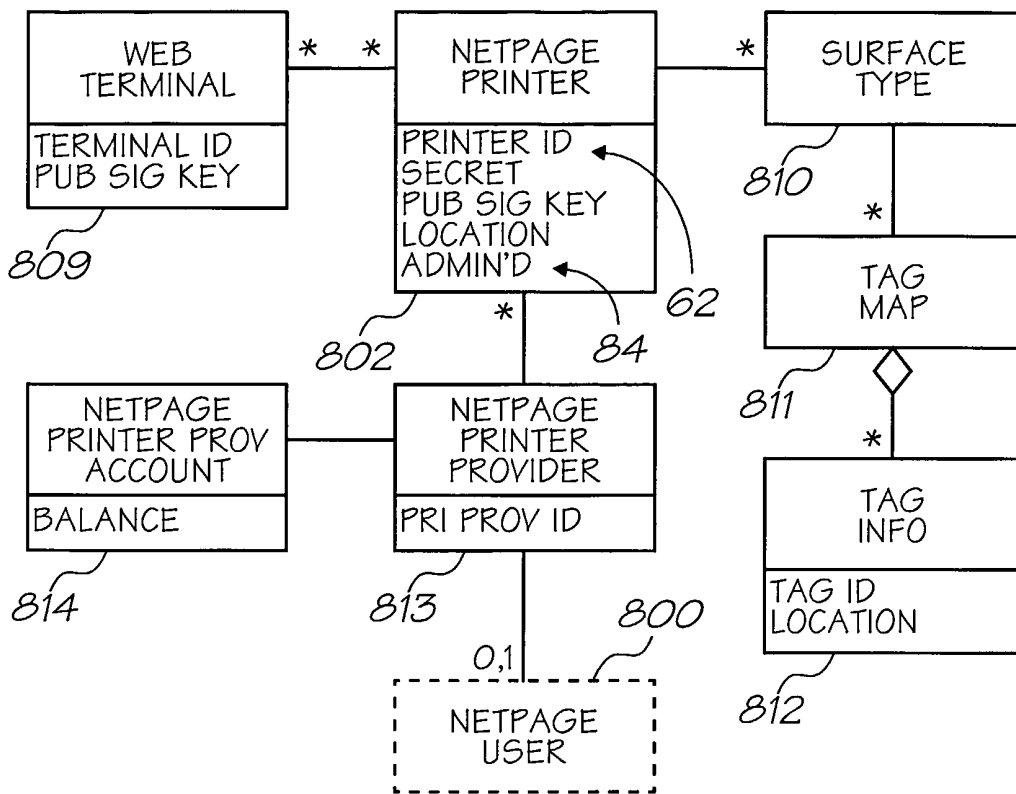 WEB
TERMINAL
TERMINAL ID
PUB SIG KEY
809
*
*
NETPAGE
PRINTER
PRINTER ID
SECRET
PUB SIG KEY
LOCATION
ADMIN'D
802
*
62
84
*
SURFACE
TYPE
810
*
TAG
MAP
811
*
TAG
INFO
TAG ID
LOCATION
812
NETPAGE
PRINTER PROV
ACCOUNT
BALANCE
814
NETPAGE
PRINTER
PROVIDER
PRI PROV ID
813
800
0,1
NETPAGE
USER